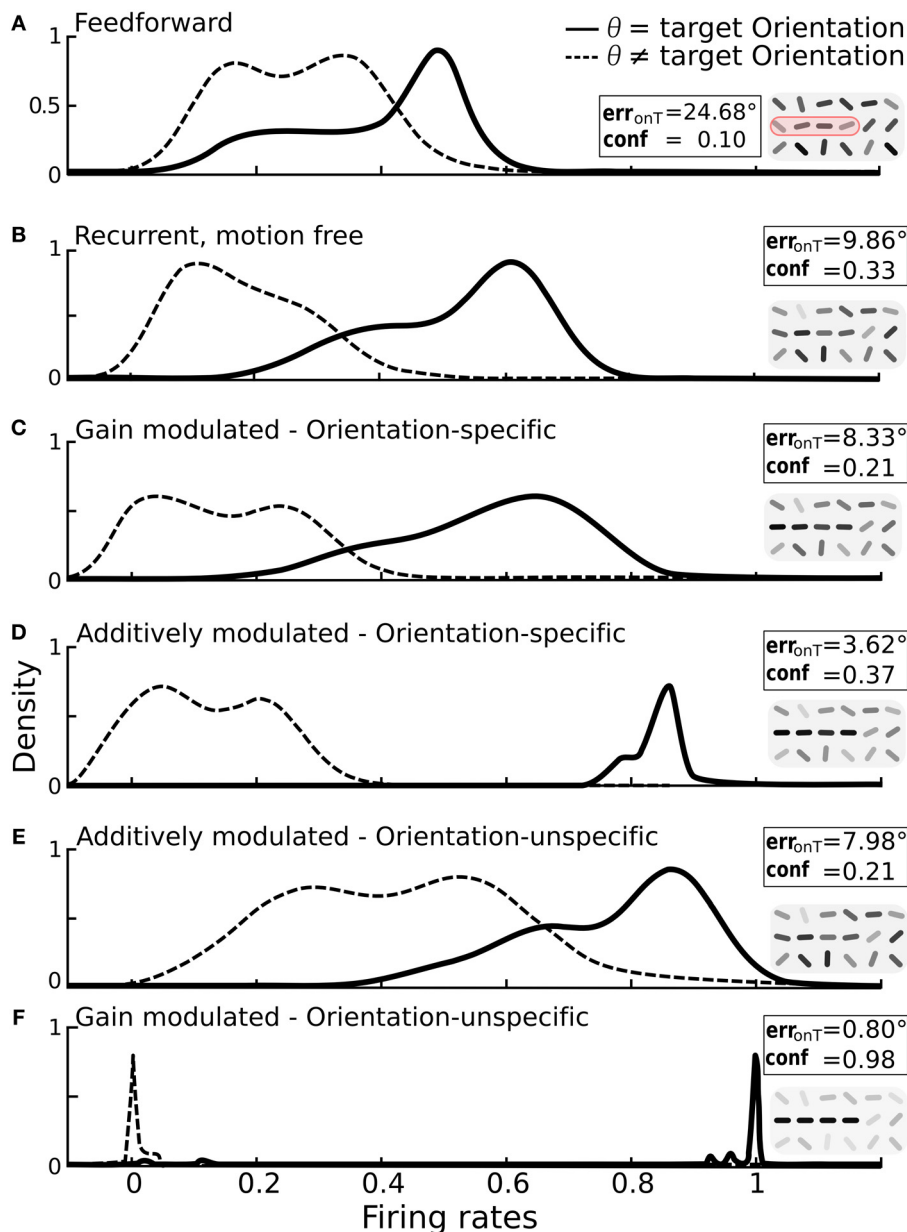 A Feedforward
θ = target Orientation
θ ≠ target Orientation
1
0.5
0
err onT =24.68°
conf = 0.10
B Recurrent, motion free
1
0
err onT =9.86°
conf =0.33
C Gain modulated - Orientation-specific
1
0
err onT =8.33°
conf =0.21
D Additively modulated - Orientation-specific
1
0
err onT =3.62°
conf =0.37
Density
E Additively modulated - Orientation-unspecific
1
0
err onT =7.98°
conf =0.21
F Gain modulated - Orientation-unspecific
1
0
err onT =0.80°
conf =0.98
0 0.2 0.4 0.6 0.8 1
Firing rates